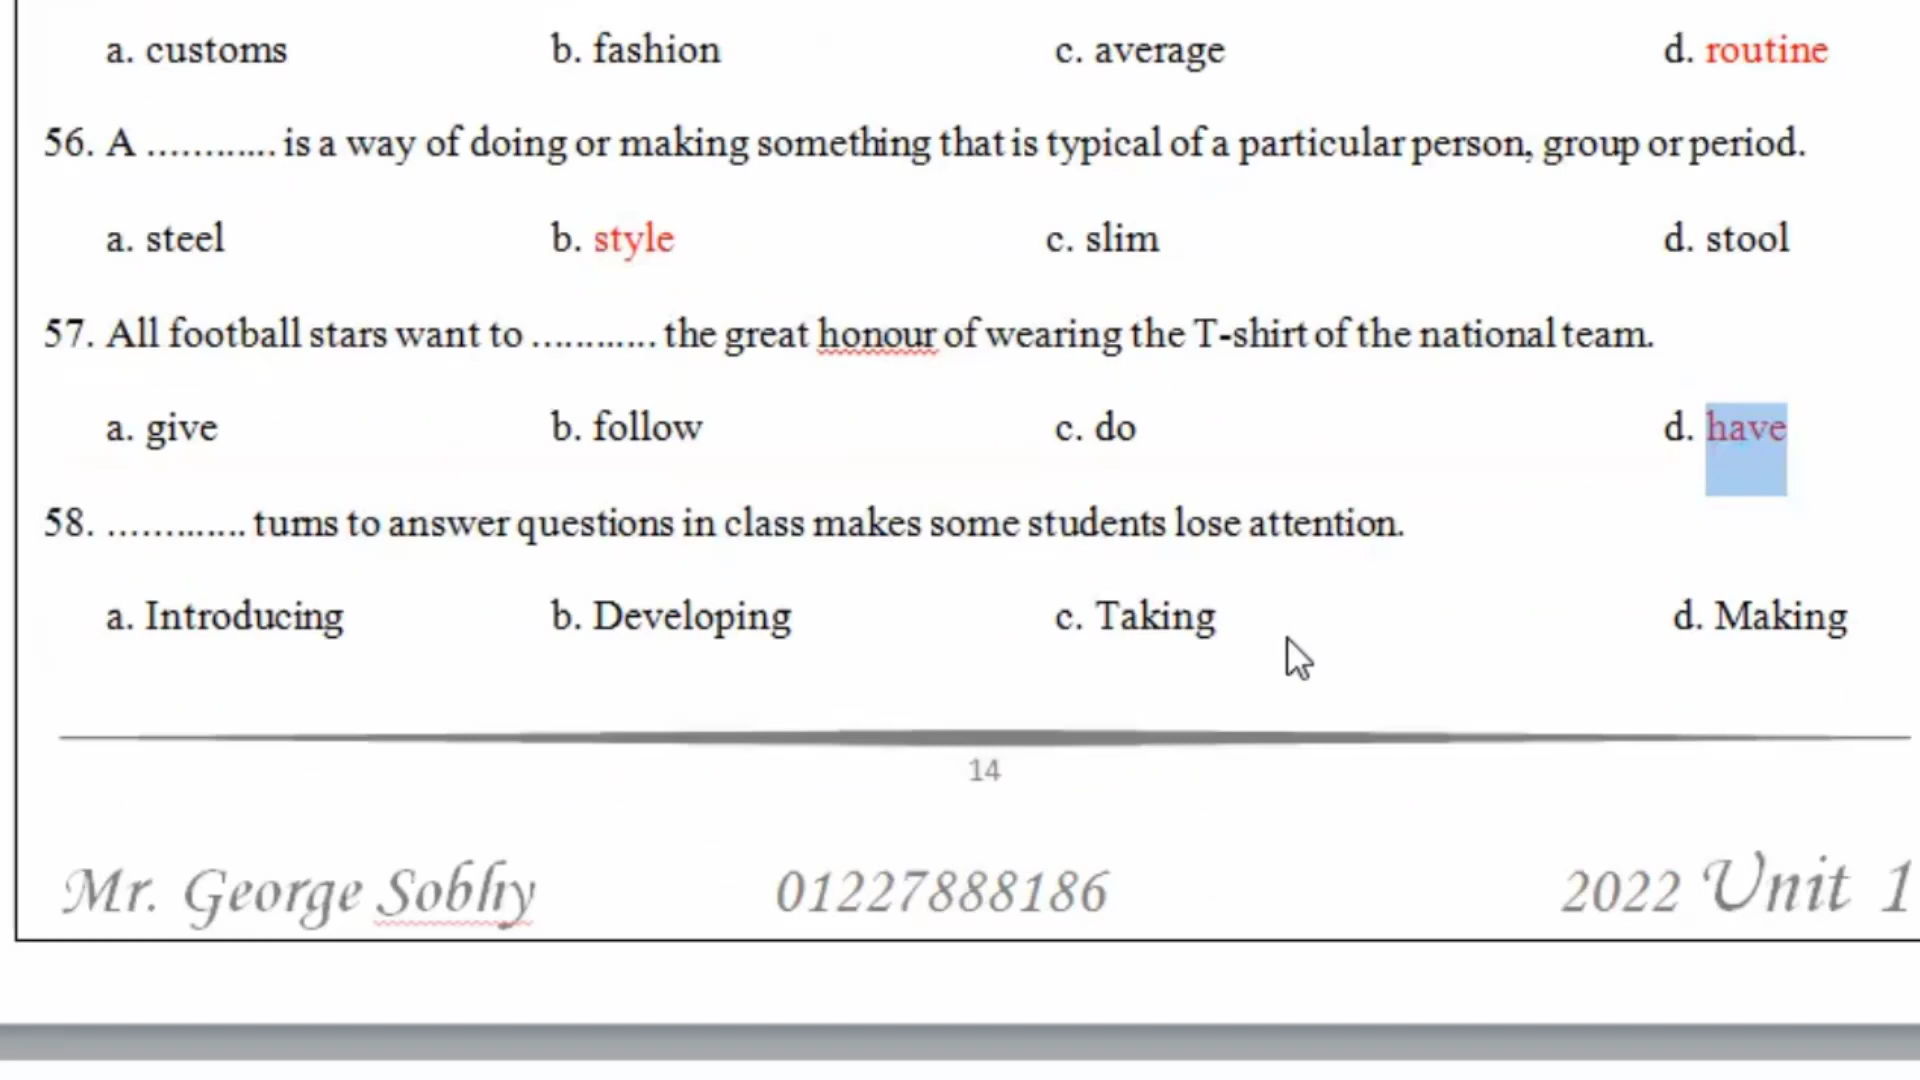 a. customs b. fashion c. average d. routine
56. A ............ is a way of doing or making something that is typical of a particular person, group or period.
a. steel b. style c. slim d. stool
57. All football stars want to ............ the great honour of wearing the T-shirt of the national team.
a. give b. follow c. do d. have
58. ............. turns to answer questions in class makes some students lose attention.
a. Introducing b. Developing c. Taking d. Making
14
Mr. George Sobhy 01227888186 2022 Unit 1